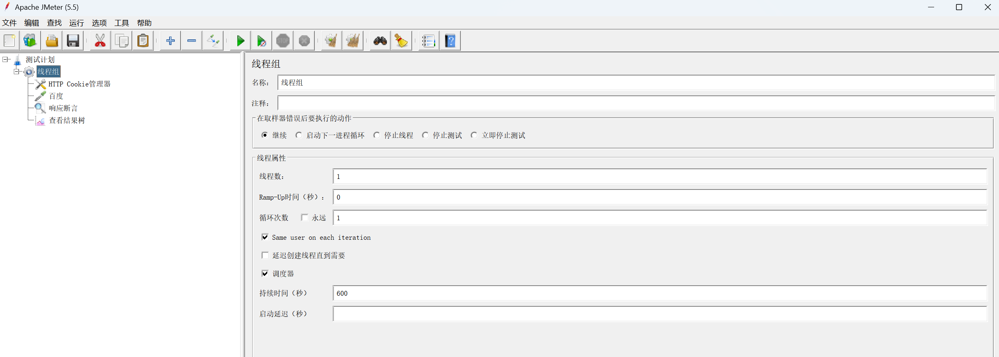 Apache JMeter (5.5)
文件 编辑 查找 运行 选项 工具 帮助
STOP
测试计划
线程组
HTTP Cookie管理器
百度
响应断言
查看结果树
线程组
名称： 线程组
注释：
在取样器错误后要执行的动作
继续 启动下一进程循环 停止线程 停止测试 立即停止测试
线程属性
线程数： 1
Ramp-Up时间（秒）： 0
循环次数 永远 1
Same user on each iteration
延迟创建线程直到需要
调度器
持续时间（秒） 600
启动延迟（秒）